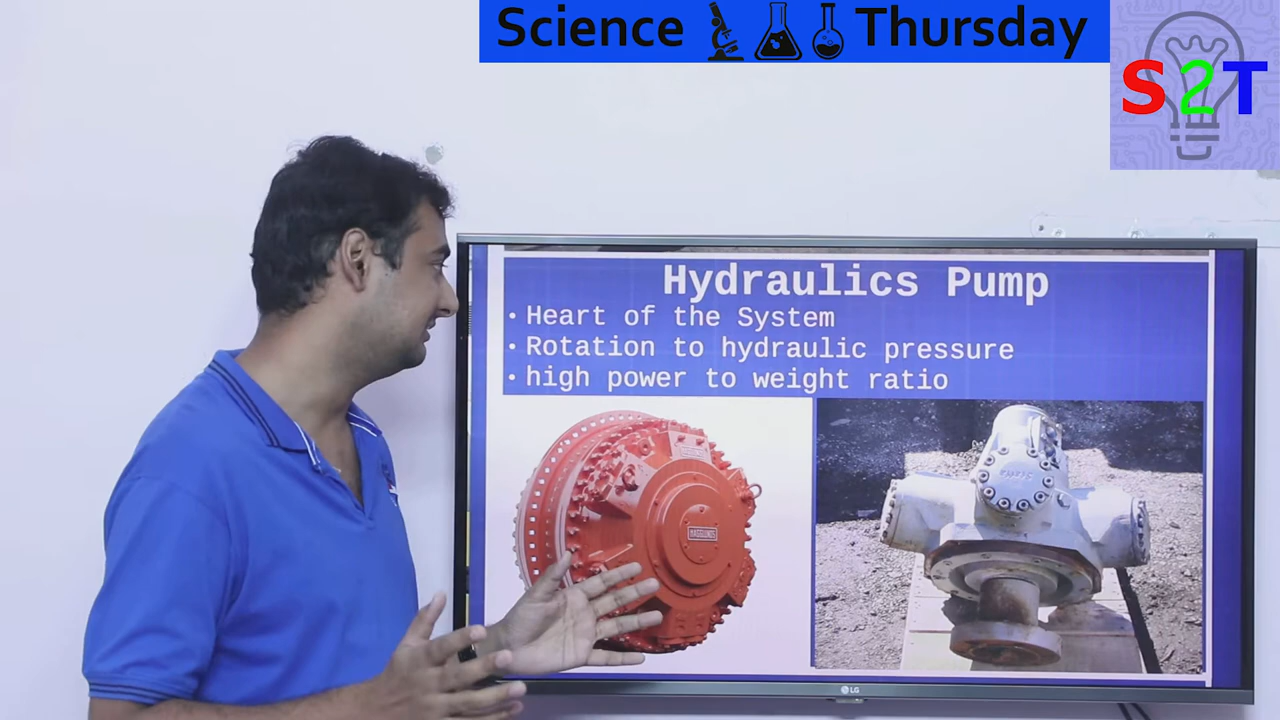 Science Thursday
S2T
Hydraulics Pump
• Heart of the System
• Rotation to hydraulic pressure
• high power to weight ratio
HAGGLUNDS
LG